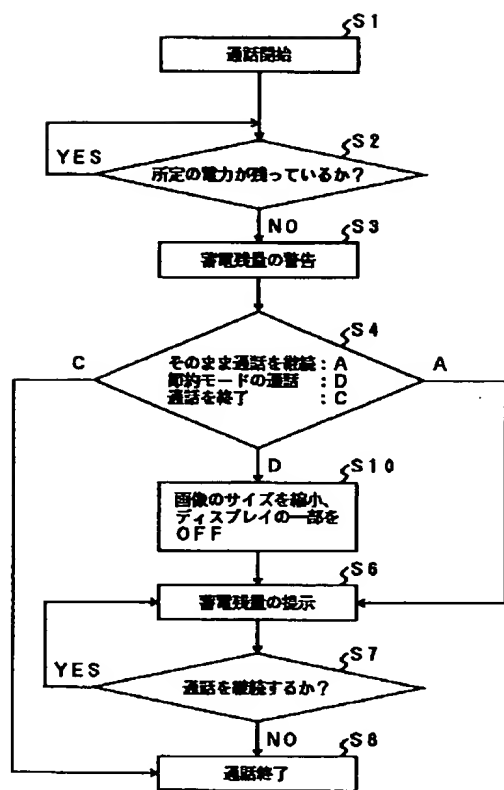 S1
通話開始
S2
YES
所定の電力が残っているか?
NO
S3
蓄電残量の警告
S4
C
A
そのまま通話を継続:A
節約モードの通話:D
通話を終了:C
D
S10
画像のサイズを縮小、
ディスプレイの一部を
OFF
S6
蓄電残量の提示
S7
YES
通話を継続するか?
NO
S8
通話終了